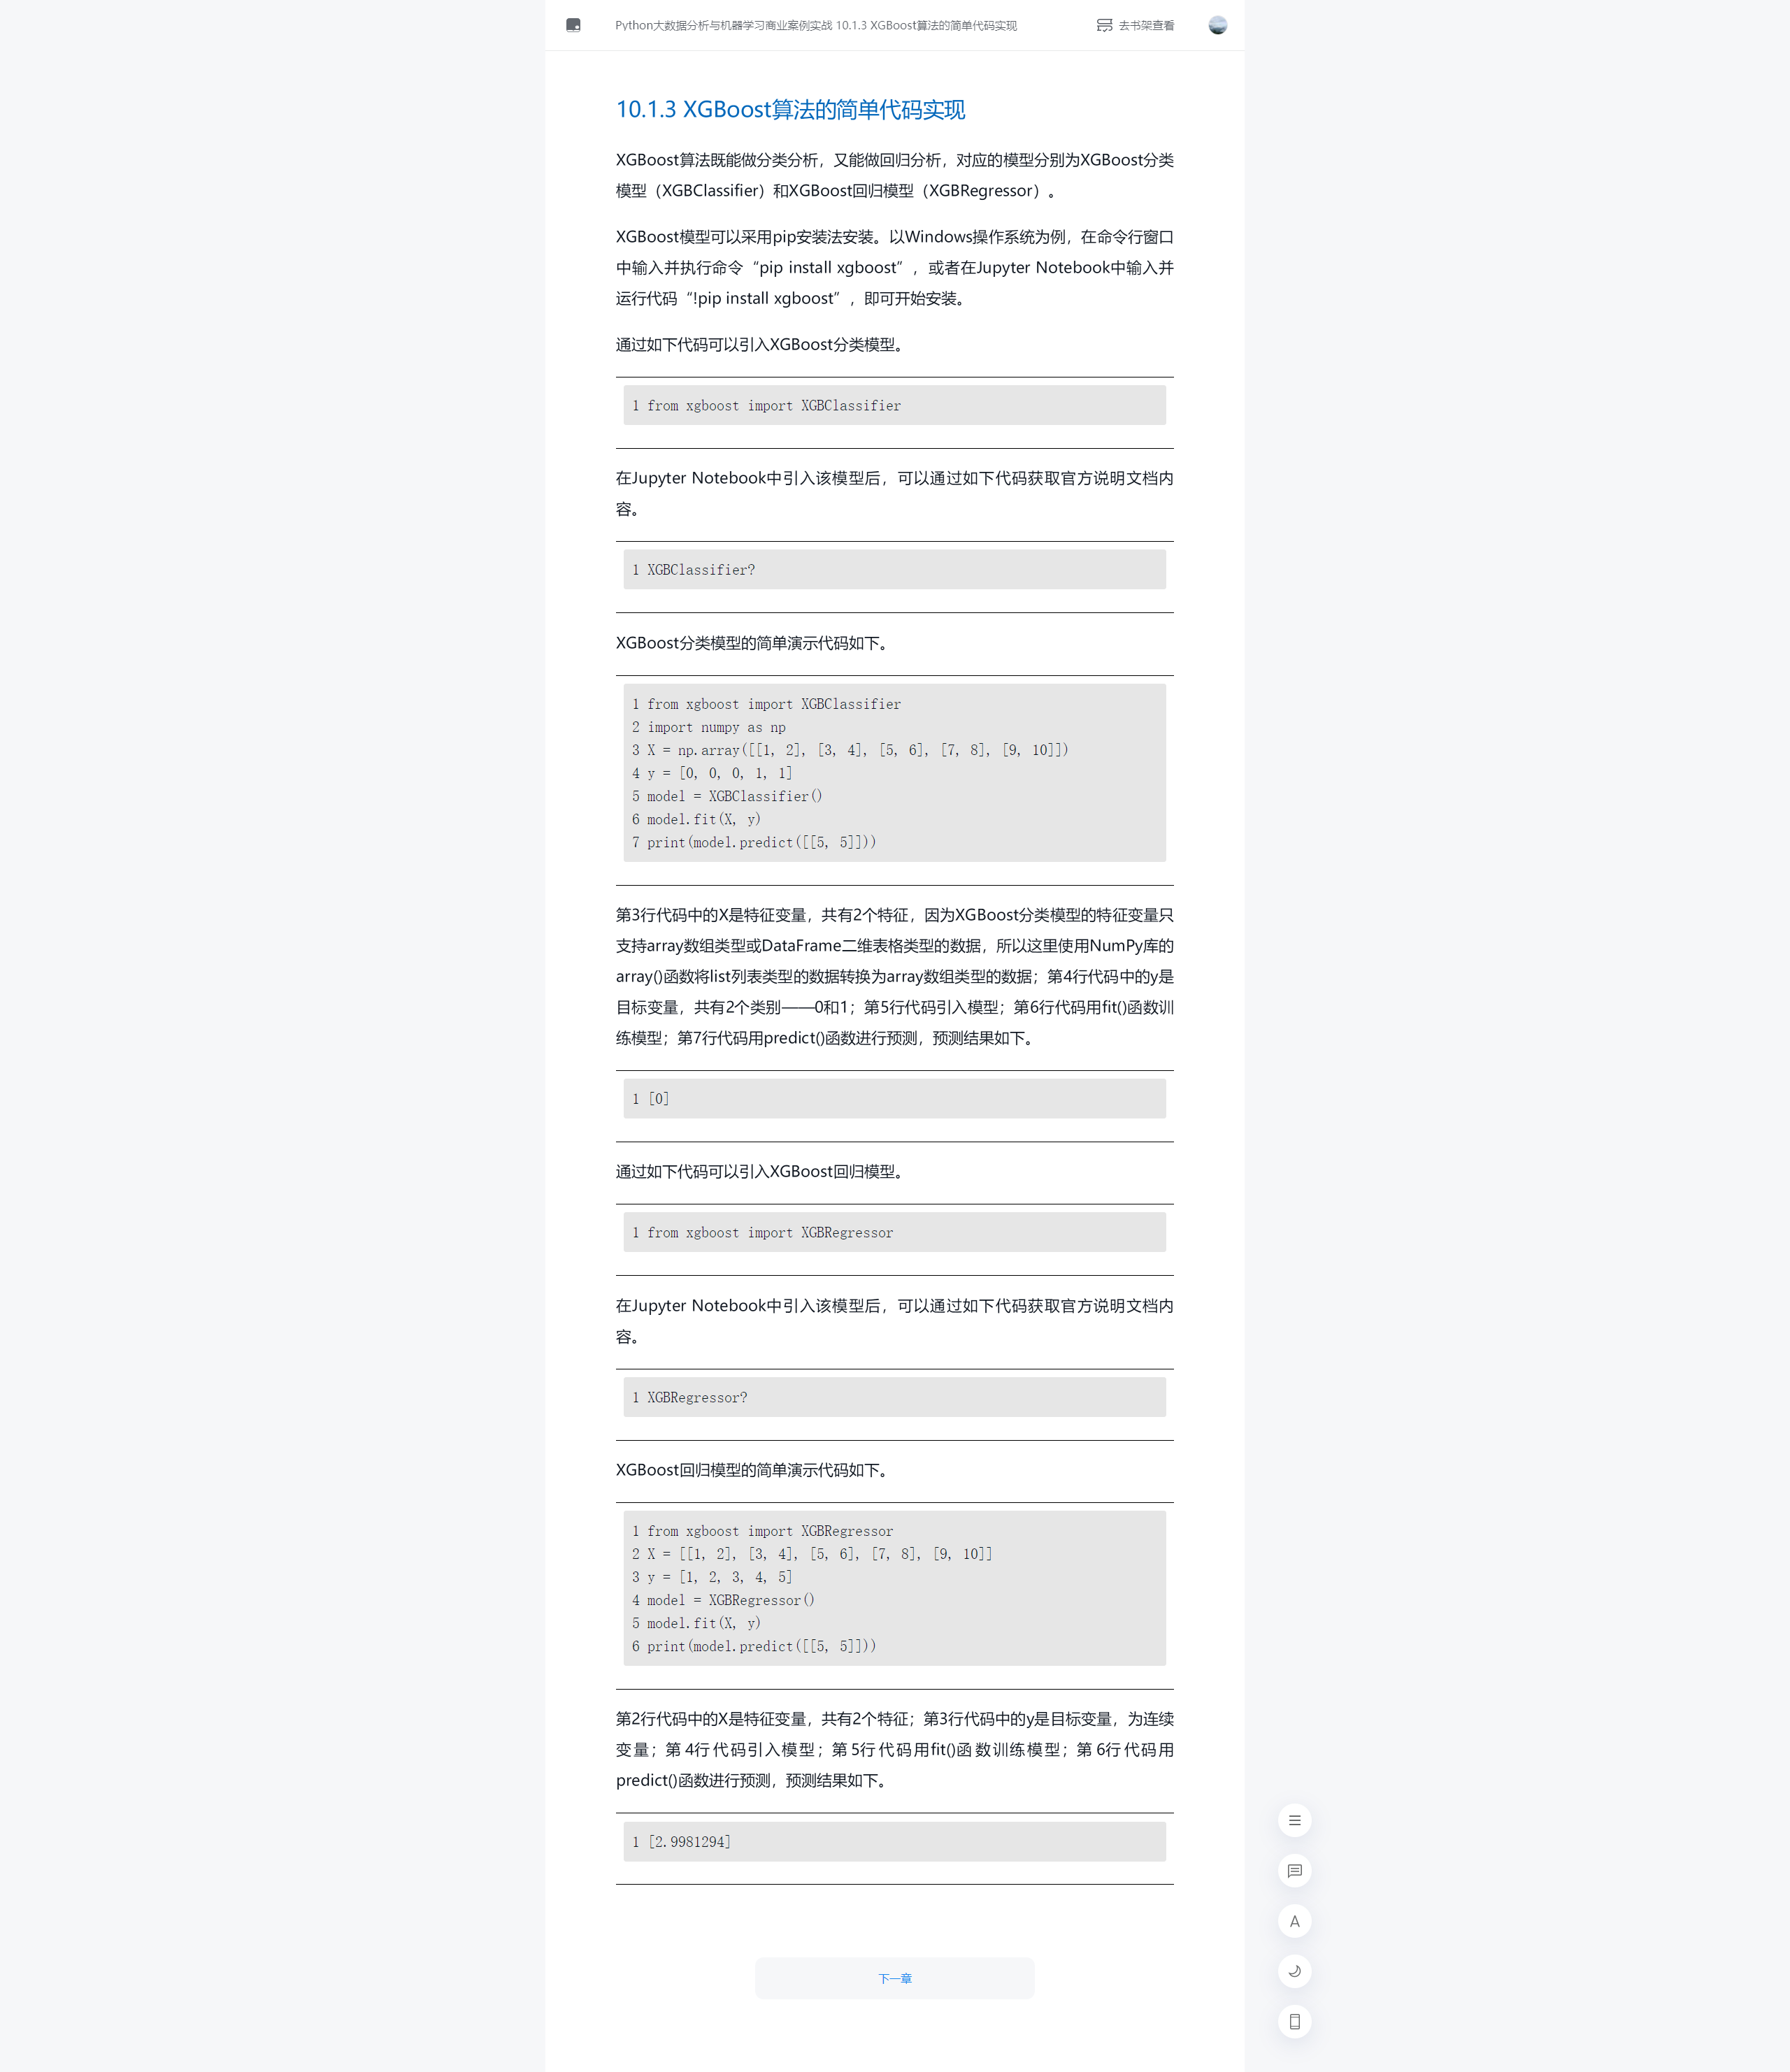 Python大数据分析与机器学习商业案例实战 10.1.3 XGBoost算法的简单代码实现
去书架查看
10.1.3 XGBoost算法的简单代码实现
XGBoost算法既能做分类分析，又能做回归分析，对应的模型分别为XGBoost分类
模型（XGBClassifier）和XGBoost回归模型（XGBRegressor）。
XGBoost模型可以采用pip安装法安装。以Windows操作系统为例，在命令行窗口
中输入并执行命令“pip install xgboost”，或者在Jupyter Notebook中输入并
运行代码“!pip install xgboost”，即可开始安装。
通过如下代码可以引入XGBoost分类模型。
1 from xgboost import XGBClassifier
在Jupyter Notebook中引入该模型后，可以通过如下代码获取官方说明文档内
容。
1 XGBClassifier?
XGBoost分类模型的简单演示代码如下。
1 from xgboost import XGBClassifier
2 import numpy as np
3 X = np.array([[1, 2], [3, 4], [5, 6], [7, 8], [9, 10]])
4 y = [0, 0, 0, 1, 1]
5 model = XGBClassifier()
6 model.fit(X, y)
7 print(model.predict([[5, 5]]))
第3行代码中的X是特征变量，共有2个特征，因为XGBoost分类模型的特征变量只
支持array数组类型或DataFrame二维表格类型的数据，所以这里使用NumPy库的
array()函数将list列表类型的数据转换为array数组类型的数据；第4行代码中的y是
目标变量，共有2个类别——0和1；第5行代码引入模型；第6行代码用fit()函数训
练模型；第7行代码用predict()函数进行预测，预测结果如下。
1 [0]
通过如下代码可以引入XGBoost回归模型。
1 from xgboost import XGBRegressor
在Jupyter Notebook中引入该模型后，可以通过如下代码获取官方说明文档内
容。
1 XGBRegressor?
XGBoost回归模型的简单演示代码如下。
1 from xgboost import XGBRegressor
2 X = [[1, 2], [3, 4], [5, 6], [7, 8], [9, 10]]
3 y = [1, 2, 3, 4, 5]
4 model = XGBRegressor()
5 model.fit(X, y)
6 print(model.predict([[5, 5]]))
第2行代码中的X是特征变量，共有2个特征；第3行代码中的y是目标变量，为连续
变量；第4行代码引入模型；第5行代码用fit()函数训练模型；第6行代码用
predict()函数进行预测，预测结果如下。
1 [2.9981294]
A
下一章